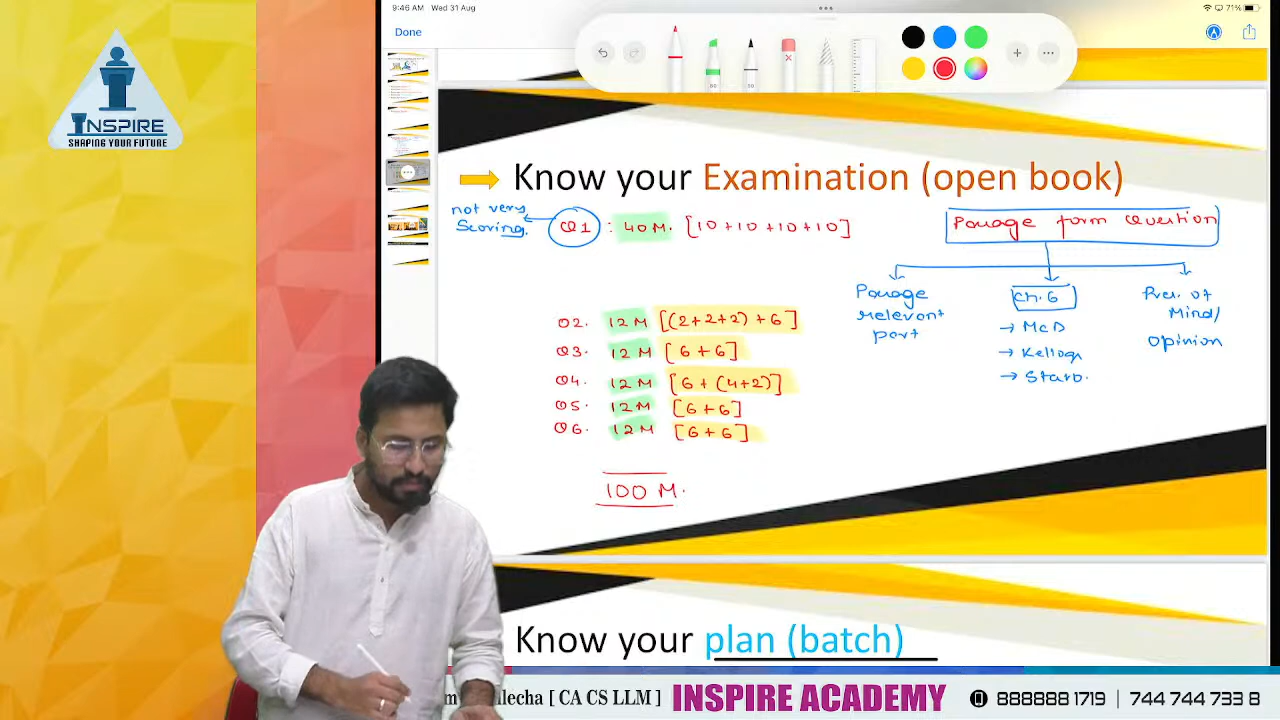 9:46 AM Wed 31 Aug
71%
Done
INSPIRE
SHAPING YOUR FUTURE
Know your Examination (open book)
not very
Scoring.
Q1 : 40 M. [10+10+10+10]
Passage form Question
Passage
relevant
part
Ch. 6
→ McD
→ Kellogg
→ Starb.
Pres. of
Mind/
Opinion
Q2. 12 M [(2+2+2)+6]
Q3. 12 M [6+6]
Q4. 12 M [6+(4+2)]
Q5. 12 M [6+6]
Q6. 12 M [6+6]
100 M.
Know your plan (batch)
lecha [ CA CS LLM ] INSPIRE ACADEMY 888888 1719 | 744 744 733 8